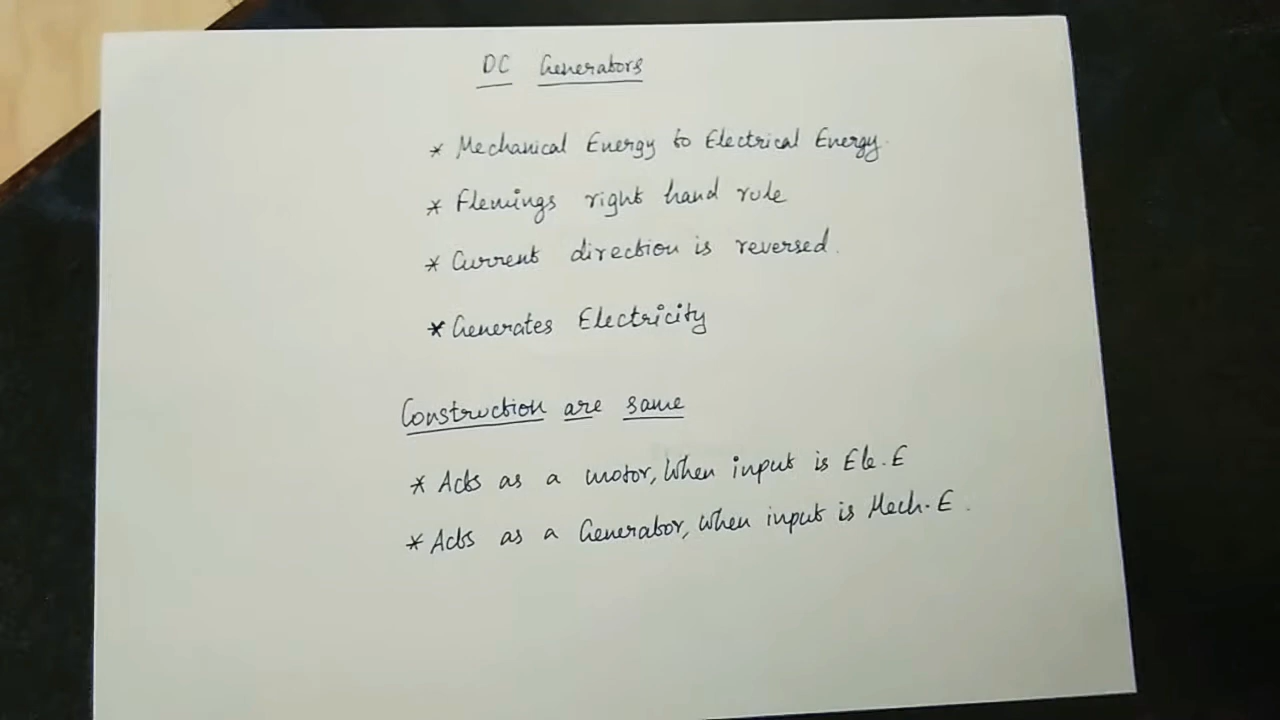 DC Generators
* Mechanical Energy to Electrical Energy.
* Flemings right hand rule
* Current direction is reversed.
* Generates Electricity
Construction are same
* Acts as a motor, When input is Ele.E
* Acts as a Generator, When input is Mech.E.